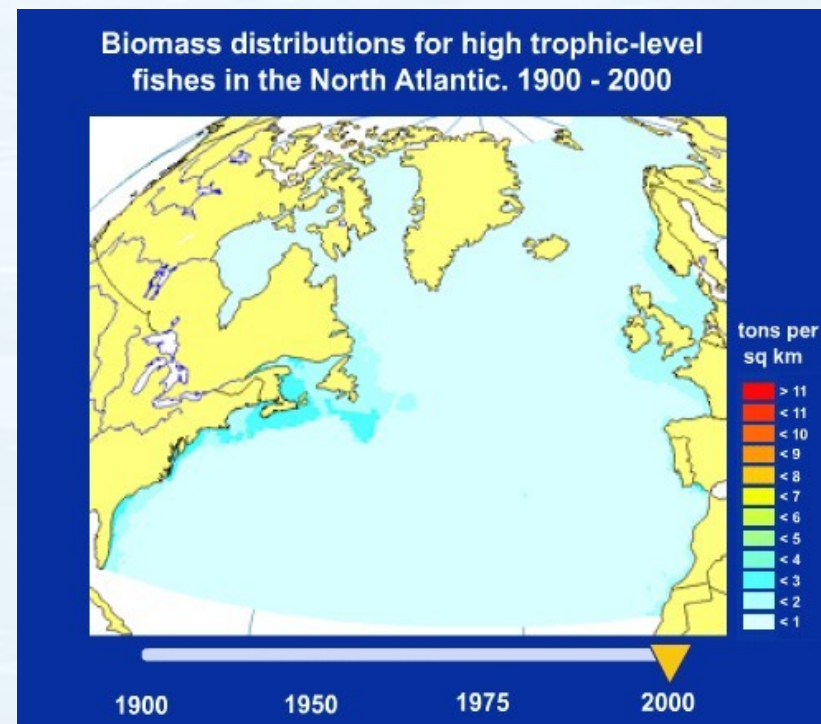 Biomass distributions for high trophic-level
fishes in the North Atlantic. 1900 - 2000
tons per
sq km
> 11
< 11
< 10
< 9
< 8
< 7
< 6
< 5
< 4
< 3
< 2
< 1
1900 1950 1975 2000